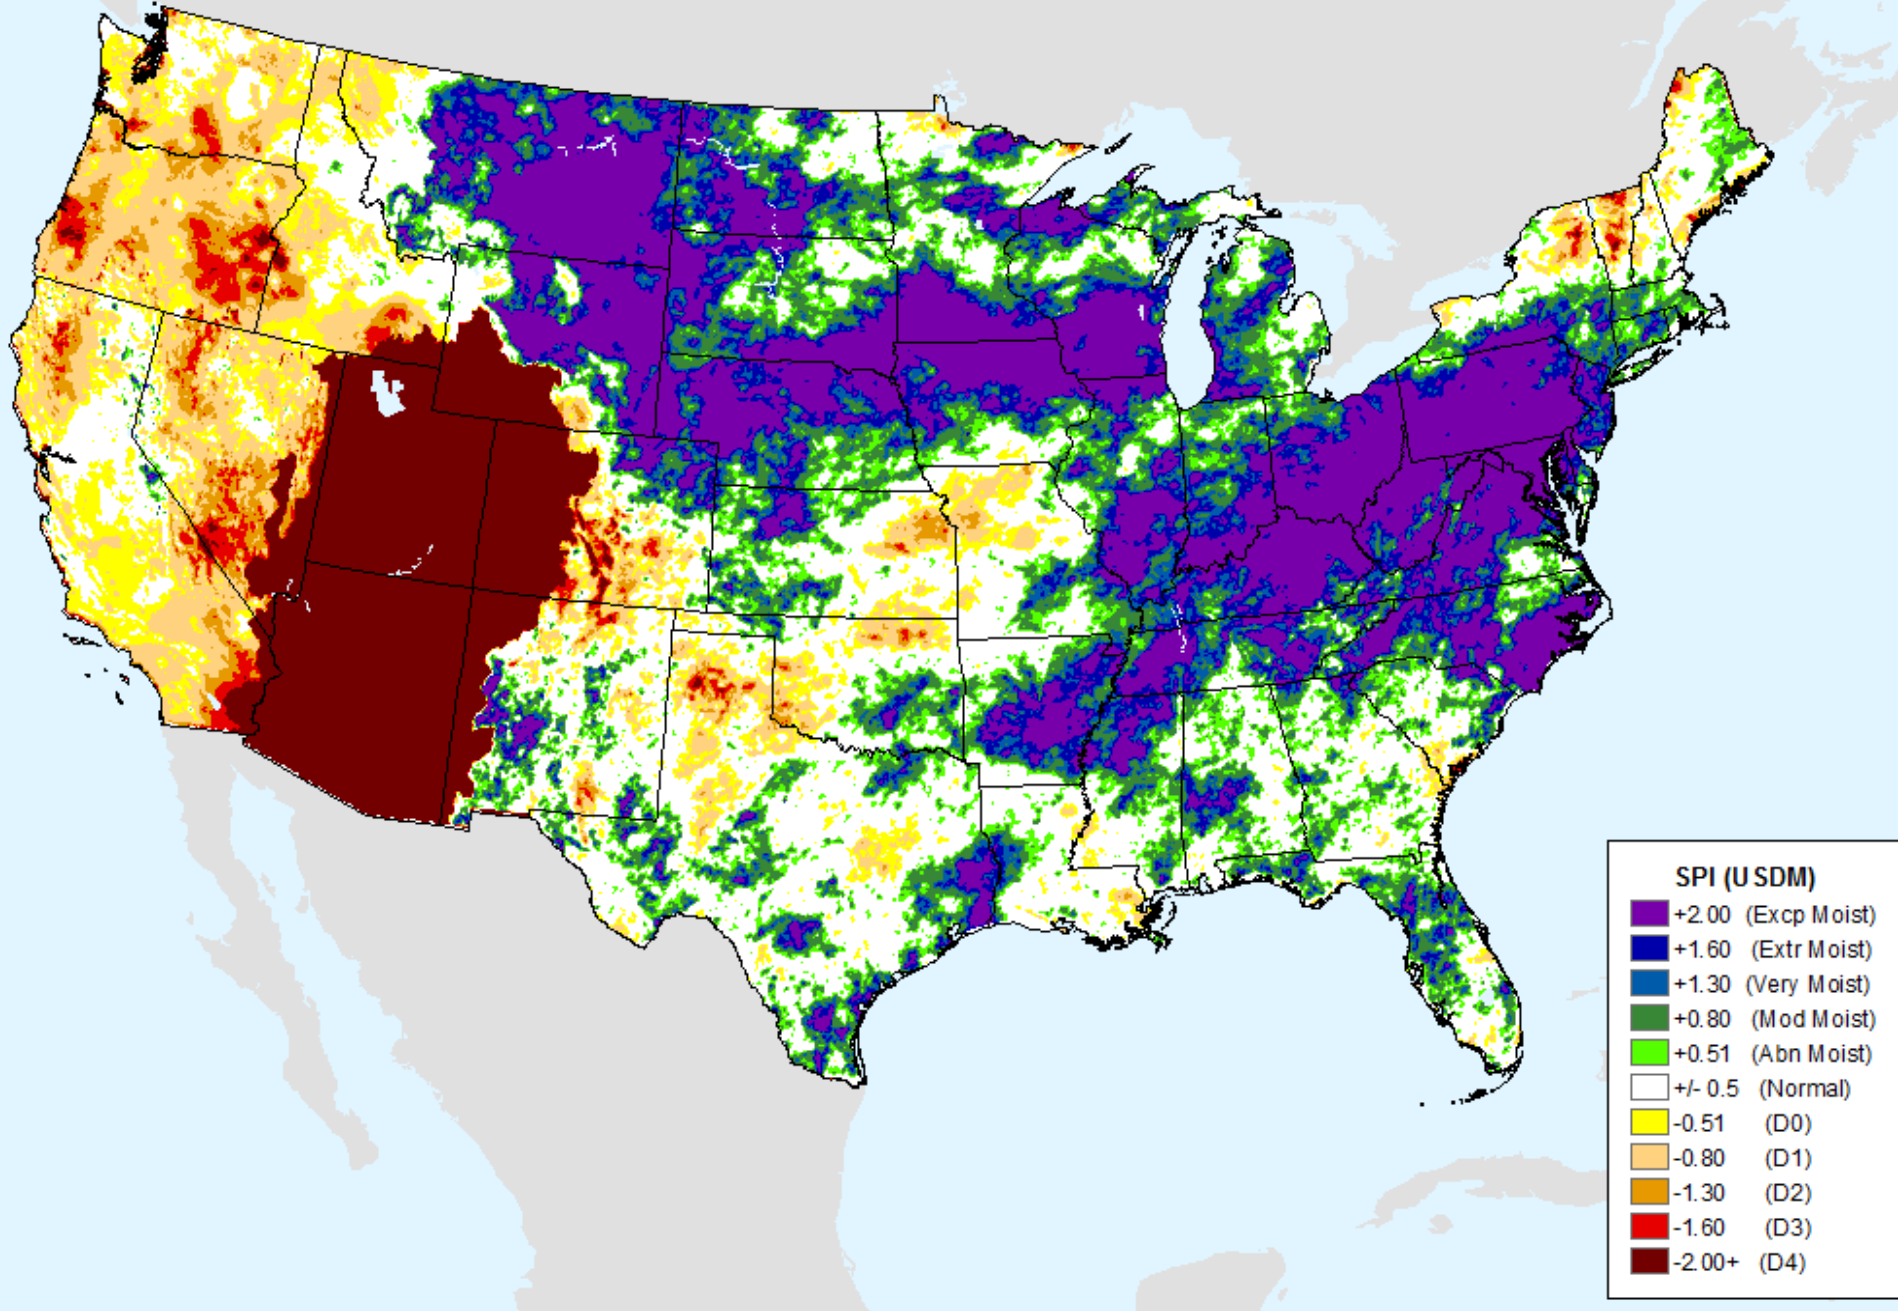 SPI (USDM)
+2.00 (Excp Moist)
+1.60 (Extr Moist)
+1.30 (Very Moist)
+0.80 (Mod Moist)
+0.51 (Abn Moist)
+/- 0.5 (Normal)
-0.51 (D0)
-0.80 (D1)
-1.30 (D2)
-1.60 (D3)
-2.00+ (D4)